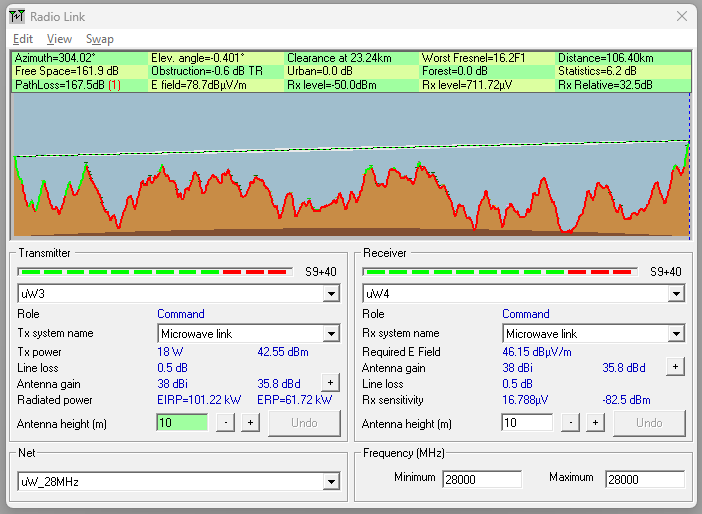 Radio Link
Edit View Swap
Azimuth=304.02° Elev. angle=-0.401° Clearance at 23.24km Worst Fresnel=16.2F1 Distance=106.40km
Free Space=161.9 dB Obstruction=-0.6 dB TR Urban=0.0 dB Forest=0.0 dB Statistics=6.2 dB
PathLoss=167.5dB (1) E field=78.7dBµV/m Rx level=-50.0dBm Rx level=711.72µV Rx Relative=32.5dB
Transmitter
S9+40
uW3
Role Command
Tx system name Microwave link
Tx power 18 W 42.55 dBm
Line loss 0.5 dB
Antenna gain 38 dBi 35.8 dBd +
Radiated power EIRP=101.22 kW ERP=61.72 kW
Antenna height (m) 10 - + Undo
Net
uW_28MHz
Receiver
S9+40
uW4
Role Command
Rx system name Microwave link
Required E Field 46.15 dBµV/m
Antenna gain 38 dBi 35.8 dBd +
Line loss 0.5 dB
Rx sensitivity 16.788µV -82.5 dBm
Antenna height (m) 10 - + Undo
Frequency (MHz)
Minimum 28000 Maximum 28000